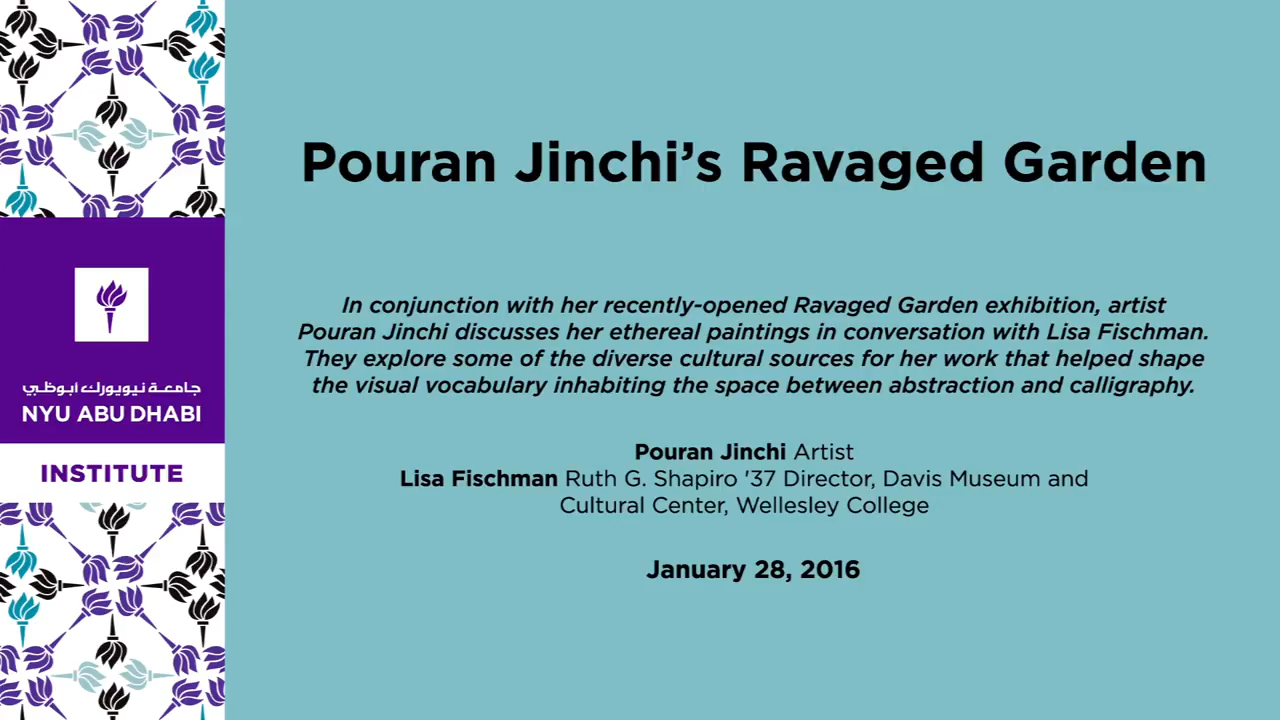 Pouran Jinchi’s Ravaged Garden
In conjunction with her recently-opened Ravaged Garden exhibition, artist
Pouran Jinchi discusses her ethereal paintings in conversation with Lisa Fischman.
They explore some of the diverse cultural sources for her work that helped shape
the visual vocabulary inhabiting the space between abstraction and calligraphy.
Pouran Jinchi Artist
Lisa Fischman Ruth G. Shapiro '37 Director, Davis Museum and
Cultural Center, Wellesley College
January 28, 2016
جامعة نيويورك أبوظبي
NYU ABU DHABI
INSTITUTE